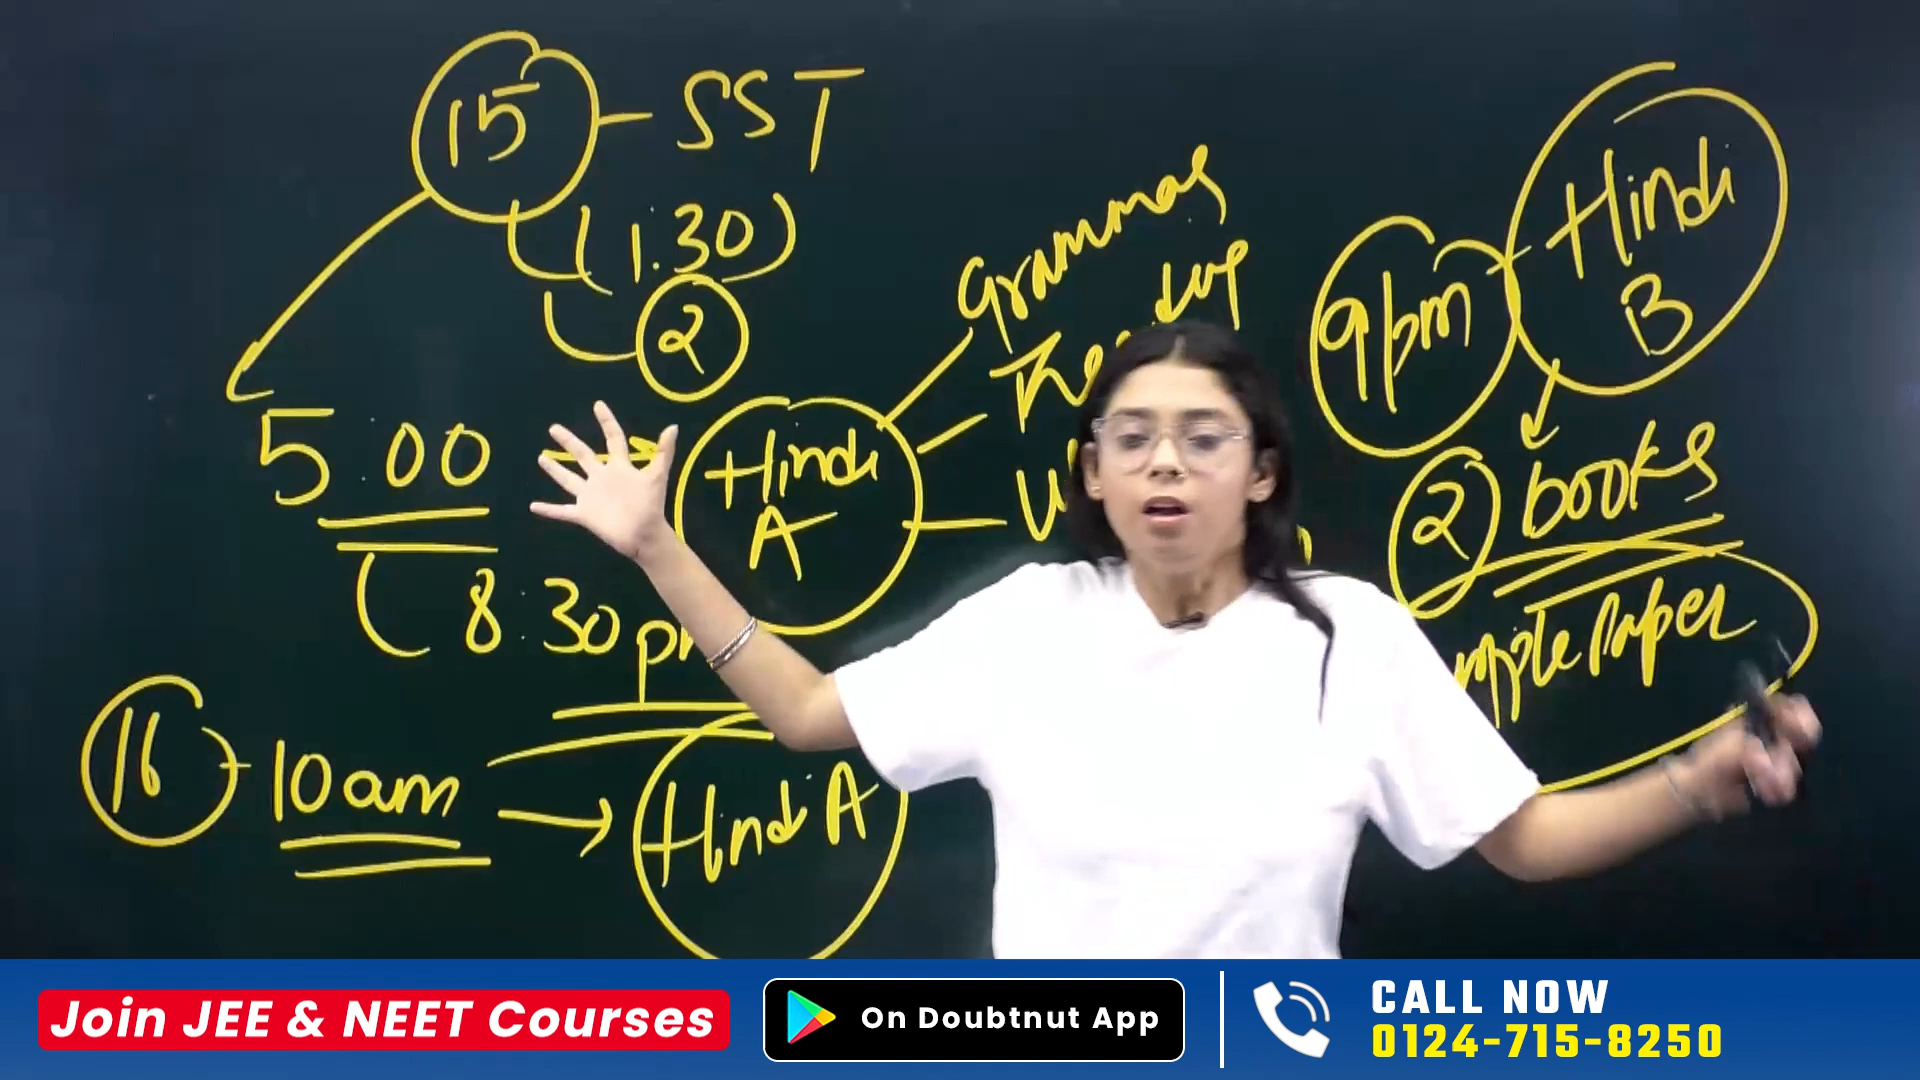 15 - SST
(1.30)
2
Grammar
5.00 → Hindi A
8:30 pm
16 - 10am → Hindi A
9pm - Hindi B
2 books
Paper
Join JEE & NEET Courses
On Doubtnut App
CALL NOW
0124-715-8250